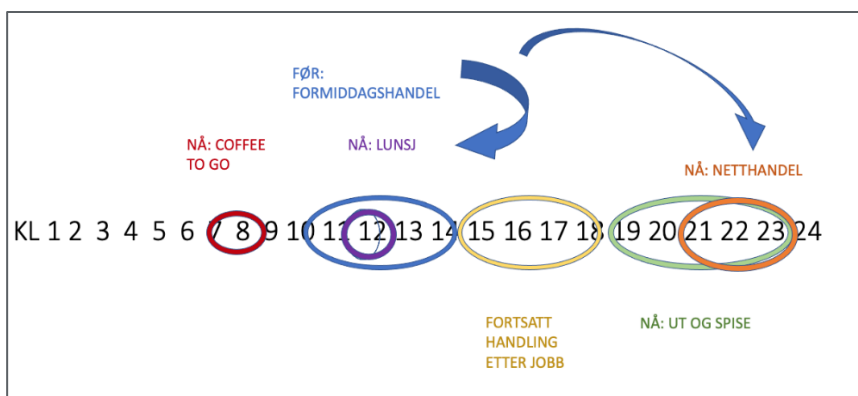 FØR:
FORMIDDAGSHANDEL
NÅ: COFFEE
TO GO
NÅ: LUNSJ
NÅ: NETTHANDEL
KL 1 2 3 4 5 6 7 8 9 10 11 12 13 14 15 16 17 18 19 20 21 22 23 24
FORTSATT
HANDLING
ETTER JOBB
NÅ: UT OG SPISE